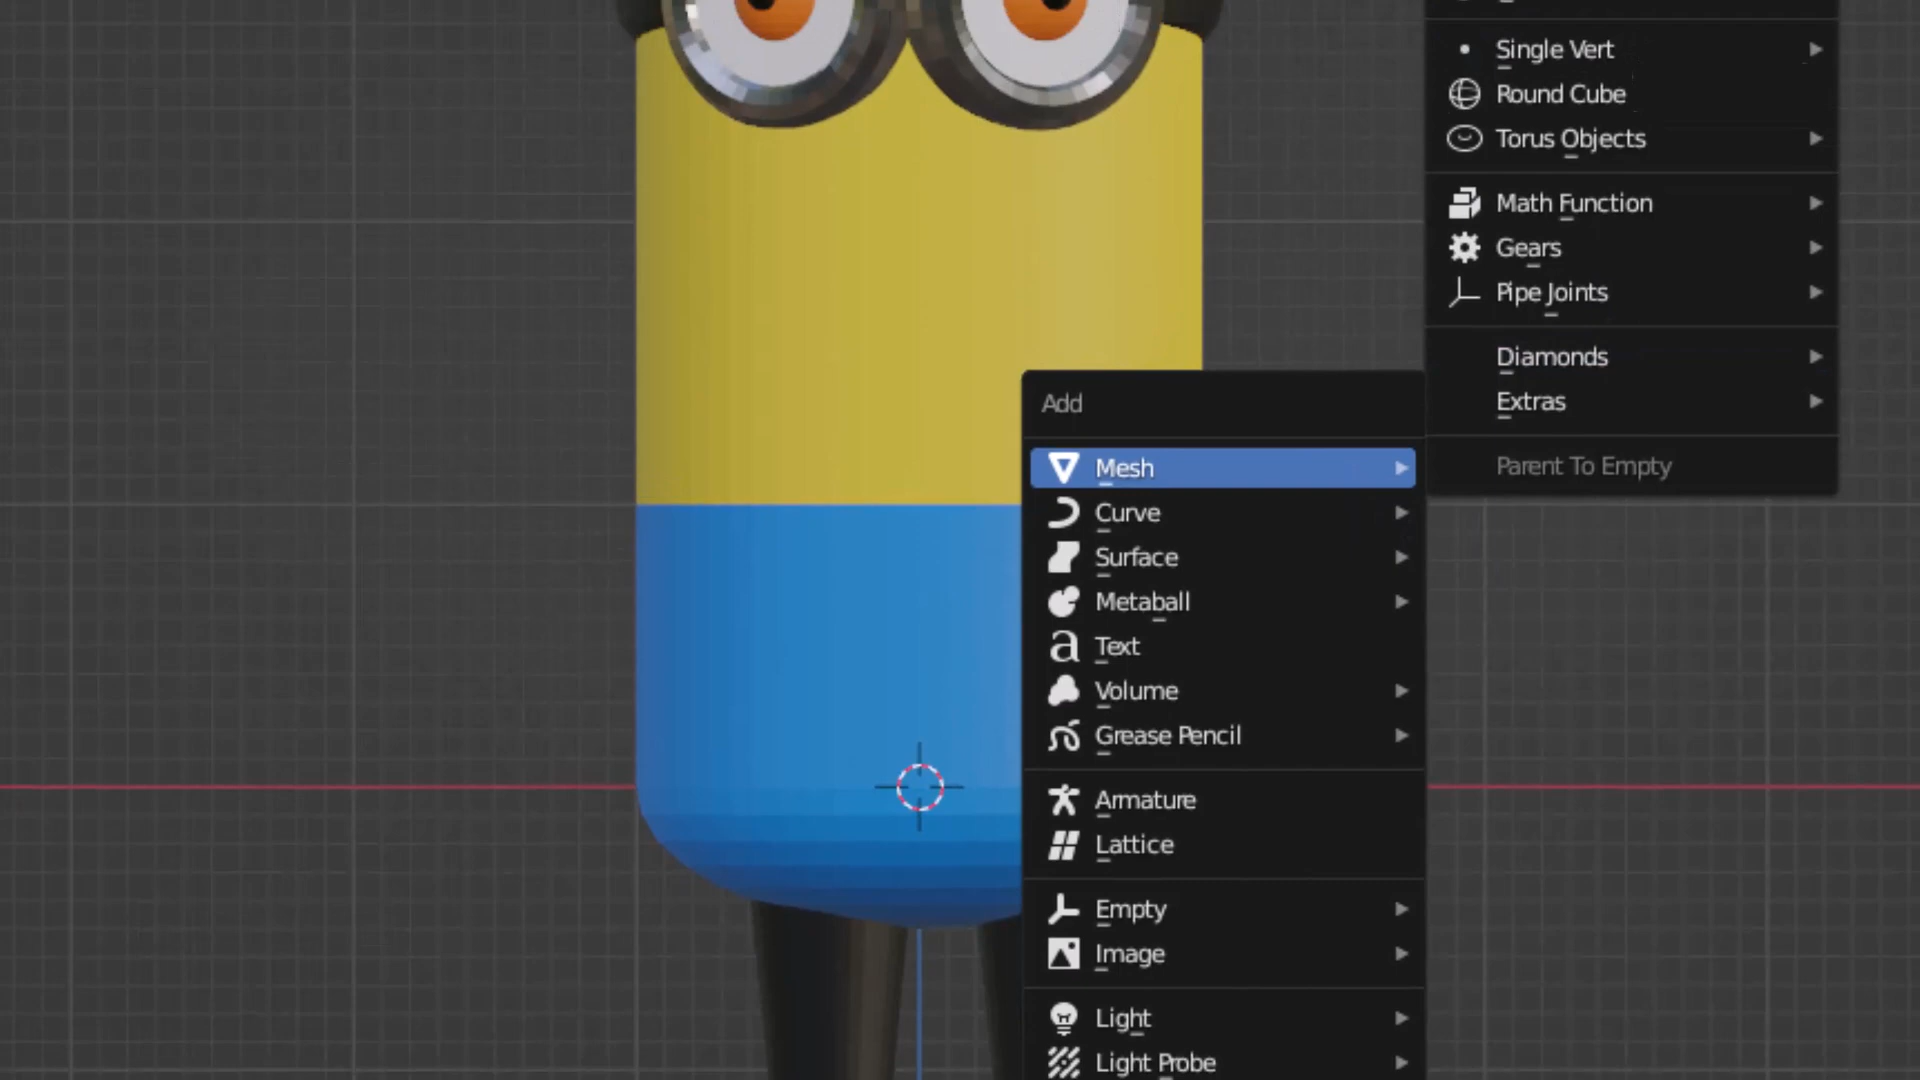 Single Vert
Round Cube
Torus Objects
Math Function
Gears
Pipe Joints
Diamonds
Extras
Parent To Empty
Add
Mesh
Curve
Surface
Metaball
Text
Volume
Grease Pencil
Armature
Lattice
Empty
Image
Light
Light Probe